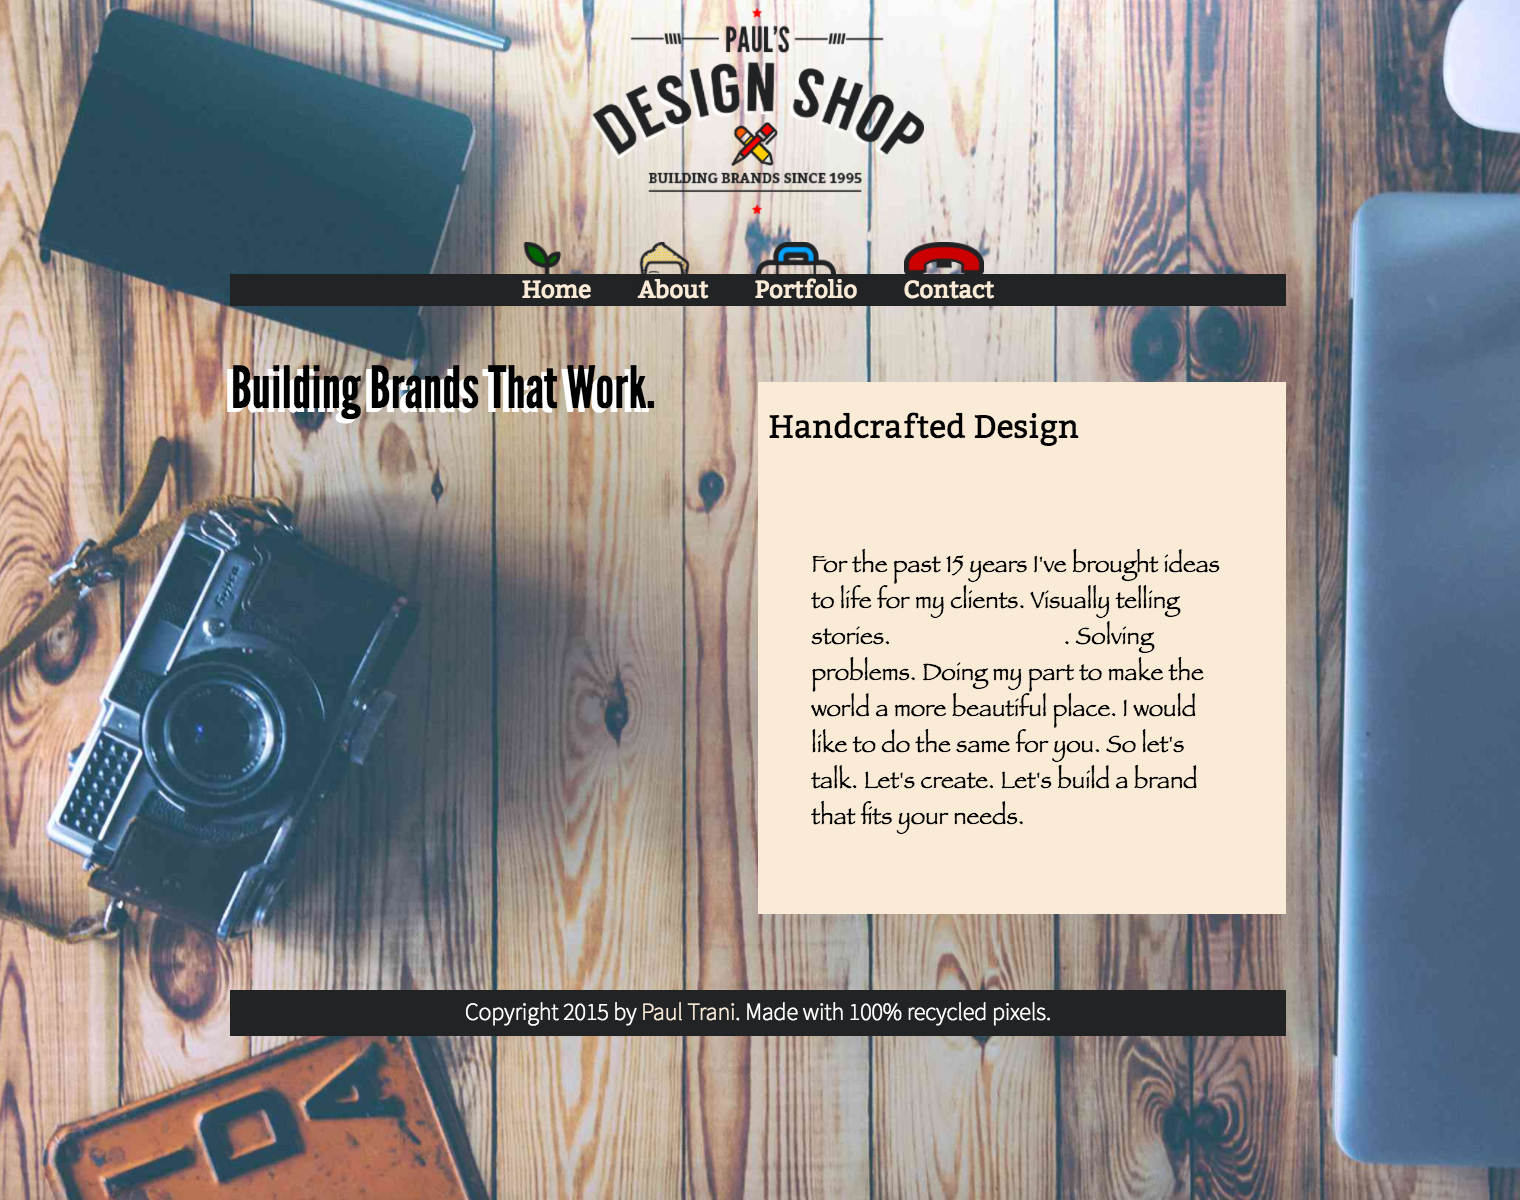 PAUL'S
DESIGN SHOP
BUILDING BRANDS SINCE 1995
Home About Portfolio Contact
Building Brands That Work.
Handcrafted Design
For the past 15 years I've brought ideas
to life for my clients. Visually telling
stories. . Solving
problems. Doing my part to make the
world a more beautiful place. I would
like to do the same for you. So let's
talk. Let's create. Let's build a brand
that fits your needs.
Fujica
Copyright 2015 by Paul Trani. Made with 100% recycled pixels.
IDA